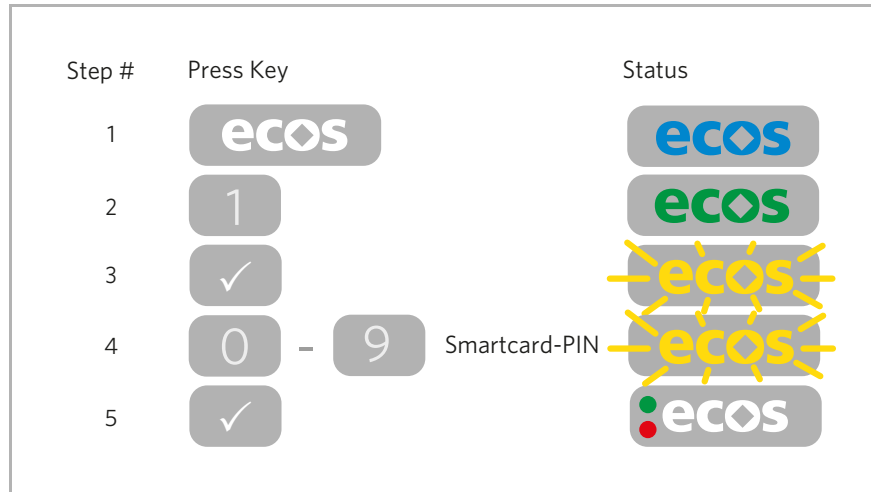 Step # Press Key Status
1 ecos ecos
2 1 ecos
3 ✓ ecos
4 0 - 9 Smartcard-PIN ecos
5 ✓ ecos